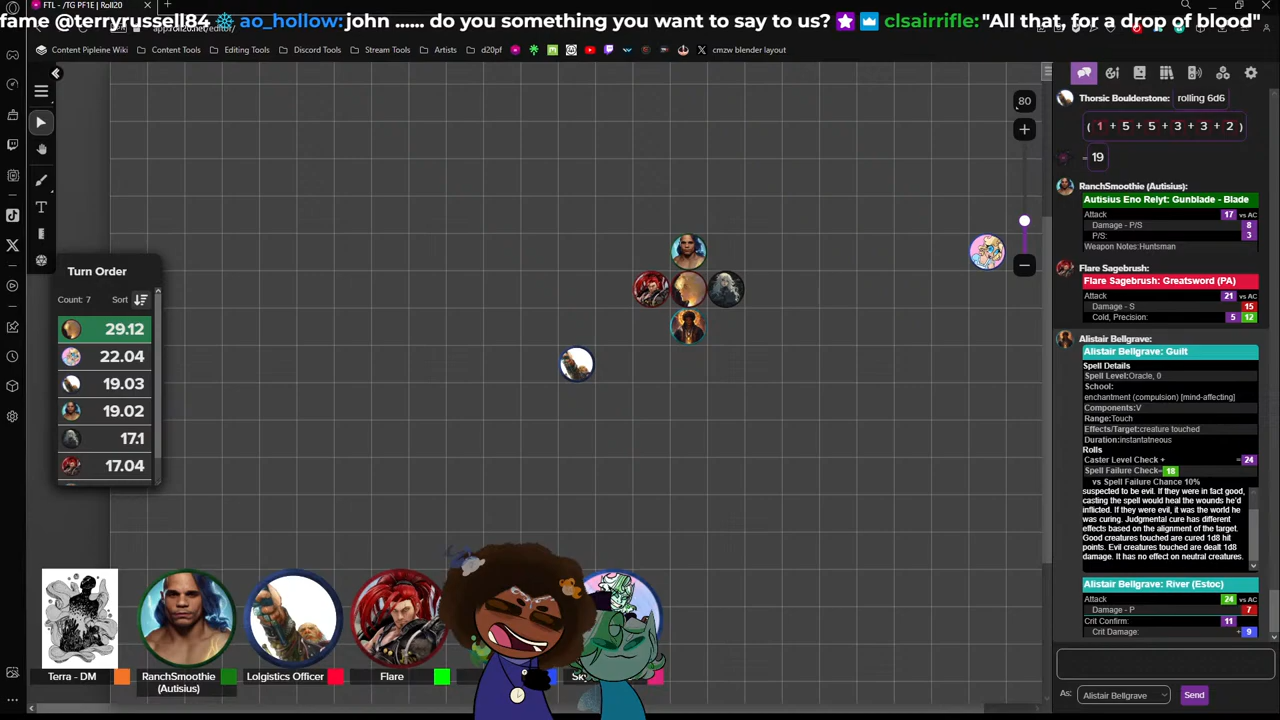 FTL - /TG PF1E | Roll20
fame @terryrussell84 ao_hollow: john ...... do you something you want to say to us? clsairrifle: "All that, for a drop of blood"
app.roll20.net/editor/
Content Pipleine Wiki Content Tools Editing Tools Discord Tools Stream Tools Artists d20pf cmzw blender layout
80
Turn Order
Count: 7 Sort
29.12
22.04
19.03
19.02
17.1
17.04
Terra - DM
RanchSmoothie (Autisius)
Lolgistics Officer
Flare
Thorsic Boulderstone: rolling 6d6
( 1 + 5 + 5 + 3 + 3 + 2 )
= 19
RanchSmoothie (Autisius):
Autisius Eno Relyt: Gunblade - Blade
Attack 17 vs AC
Damage - P/S 8
P/S: 3
Weapon Notes:Huntsman
Flare Sagebrush:
Flare Sagebrush: Greatsword (PA)
Attack 21 vs AC
Damage - S 15
Cold, Precision: 5 12
Alistair Bellgrave:
Alistair Bellgrave: Guilt
Spell Details
Spell Level:Oracle, 0
School:
enchantment (compulsion) [mind-affecting]
Components:V
Range:Touch
Effects/Target:creature touched
Duration:instatatneous
Rolls
Caster Level Check + =24
Spell Failure Check= 18
vs Spell Failure Chance 10%
suspected to be evil. If they were in fact good,
casting the spell would heal the wounds he'd
inflicted. If they were evil, it was the world he
was curing. Judgmental cure has different
effects based on the alignment of the target.
Good creatures touched are cured 1d8 hit
points. Evil creatures touched are dealt 1d8
damage. It has no effect on neutral creatures.
Alistair Bellgrave: River (Estoc)
Attack 24 vs AC
Damage - P 7
Crit Confirm: 11
Crit Damage: + 9
As: Alistair Bellgrave Send